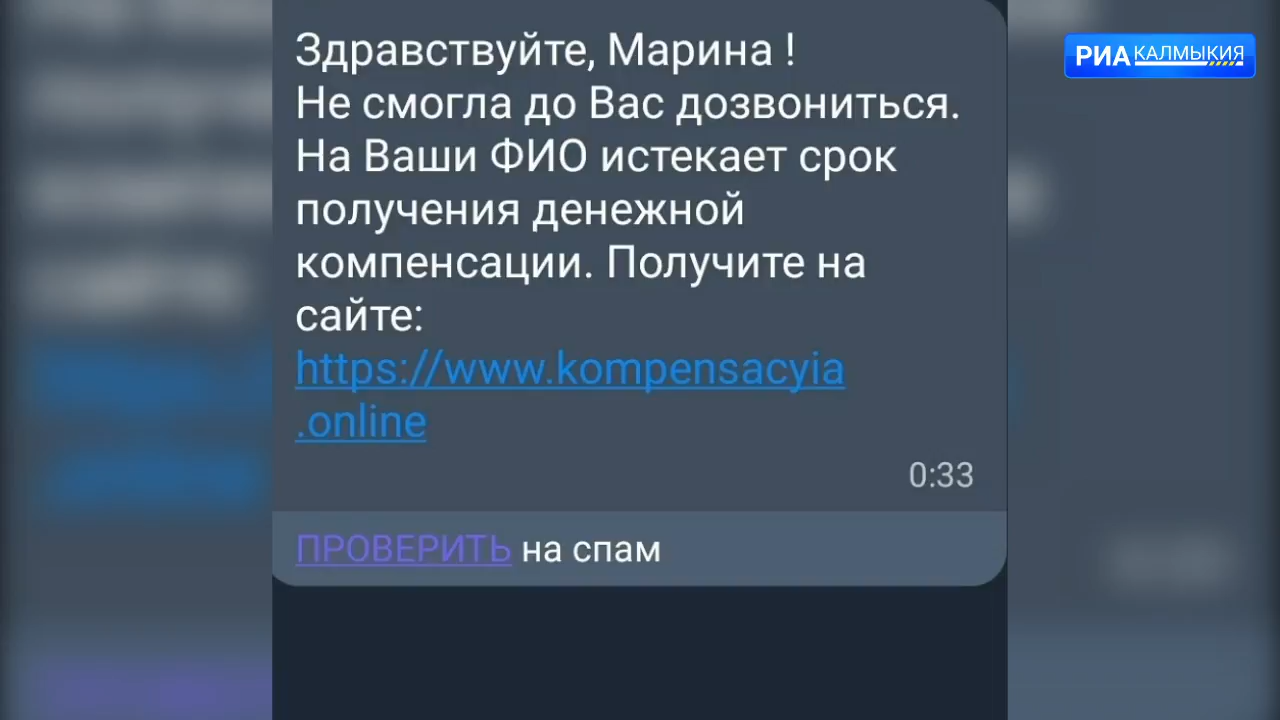 РИА КАЛМЫКИЯ
Здравствуйте, Марина !
Не смогла до Вас дозвониться.
На Ваши ФИО истекает срок
получения денежной
компенсации. Получите на
сайте:
https://www.kompensacyia
.online
0:33
ПРОВЕРИТЬ на спам